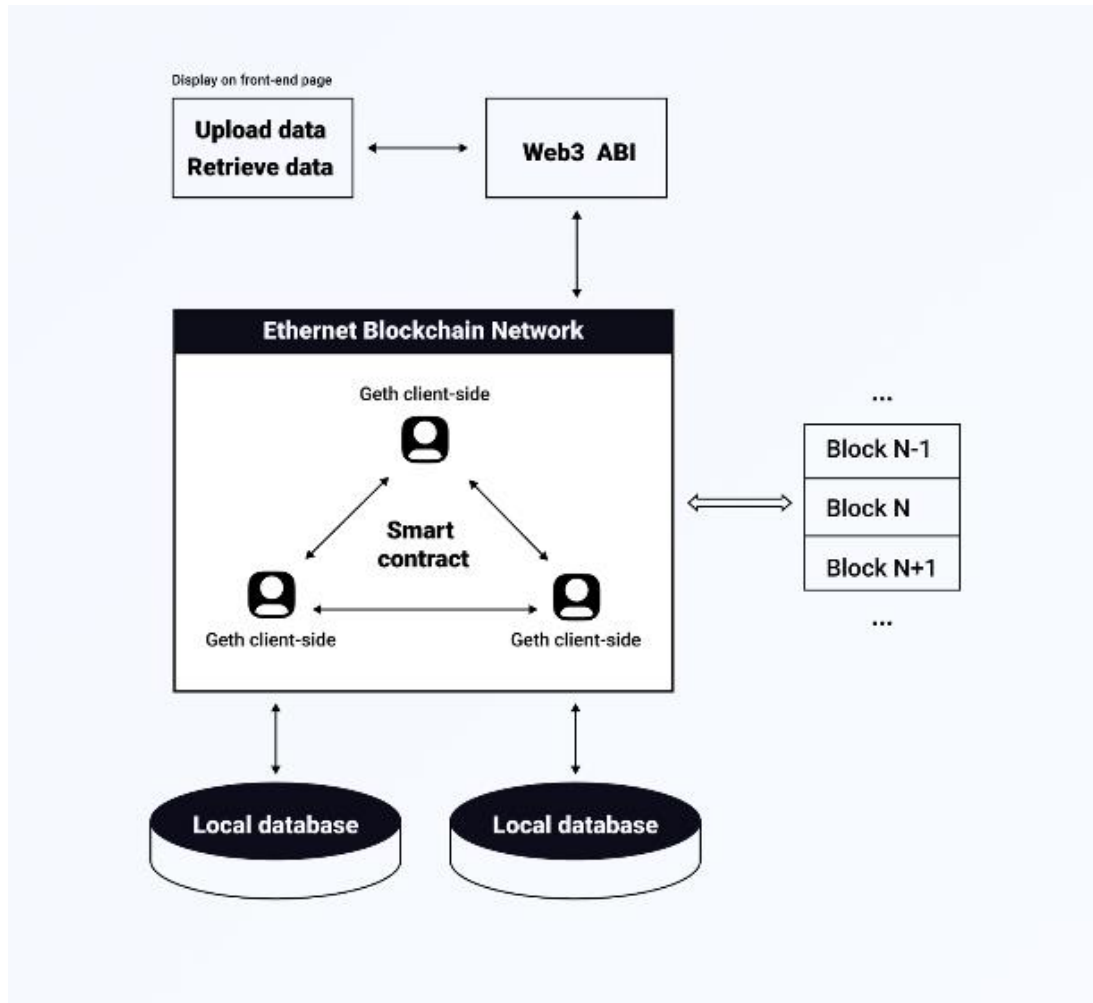 Display on front-end page
Upload data
Retrieve data
Web3 ABI
Ethernet Blockchain Network
Geth client-side
Smart
contract
Geth client-side
Geth client-side
...
Block N-1
Block N
Block N+1
...
Local database
Local database